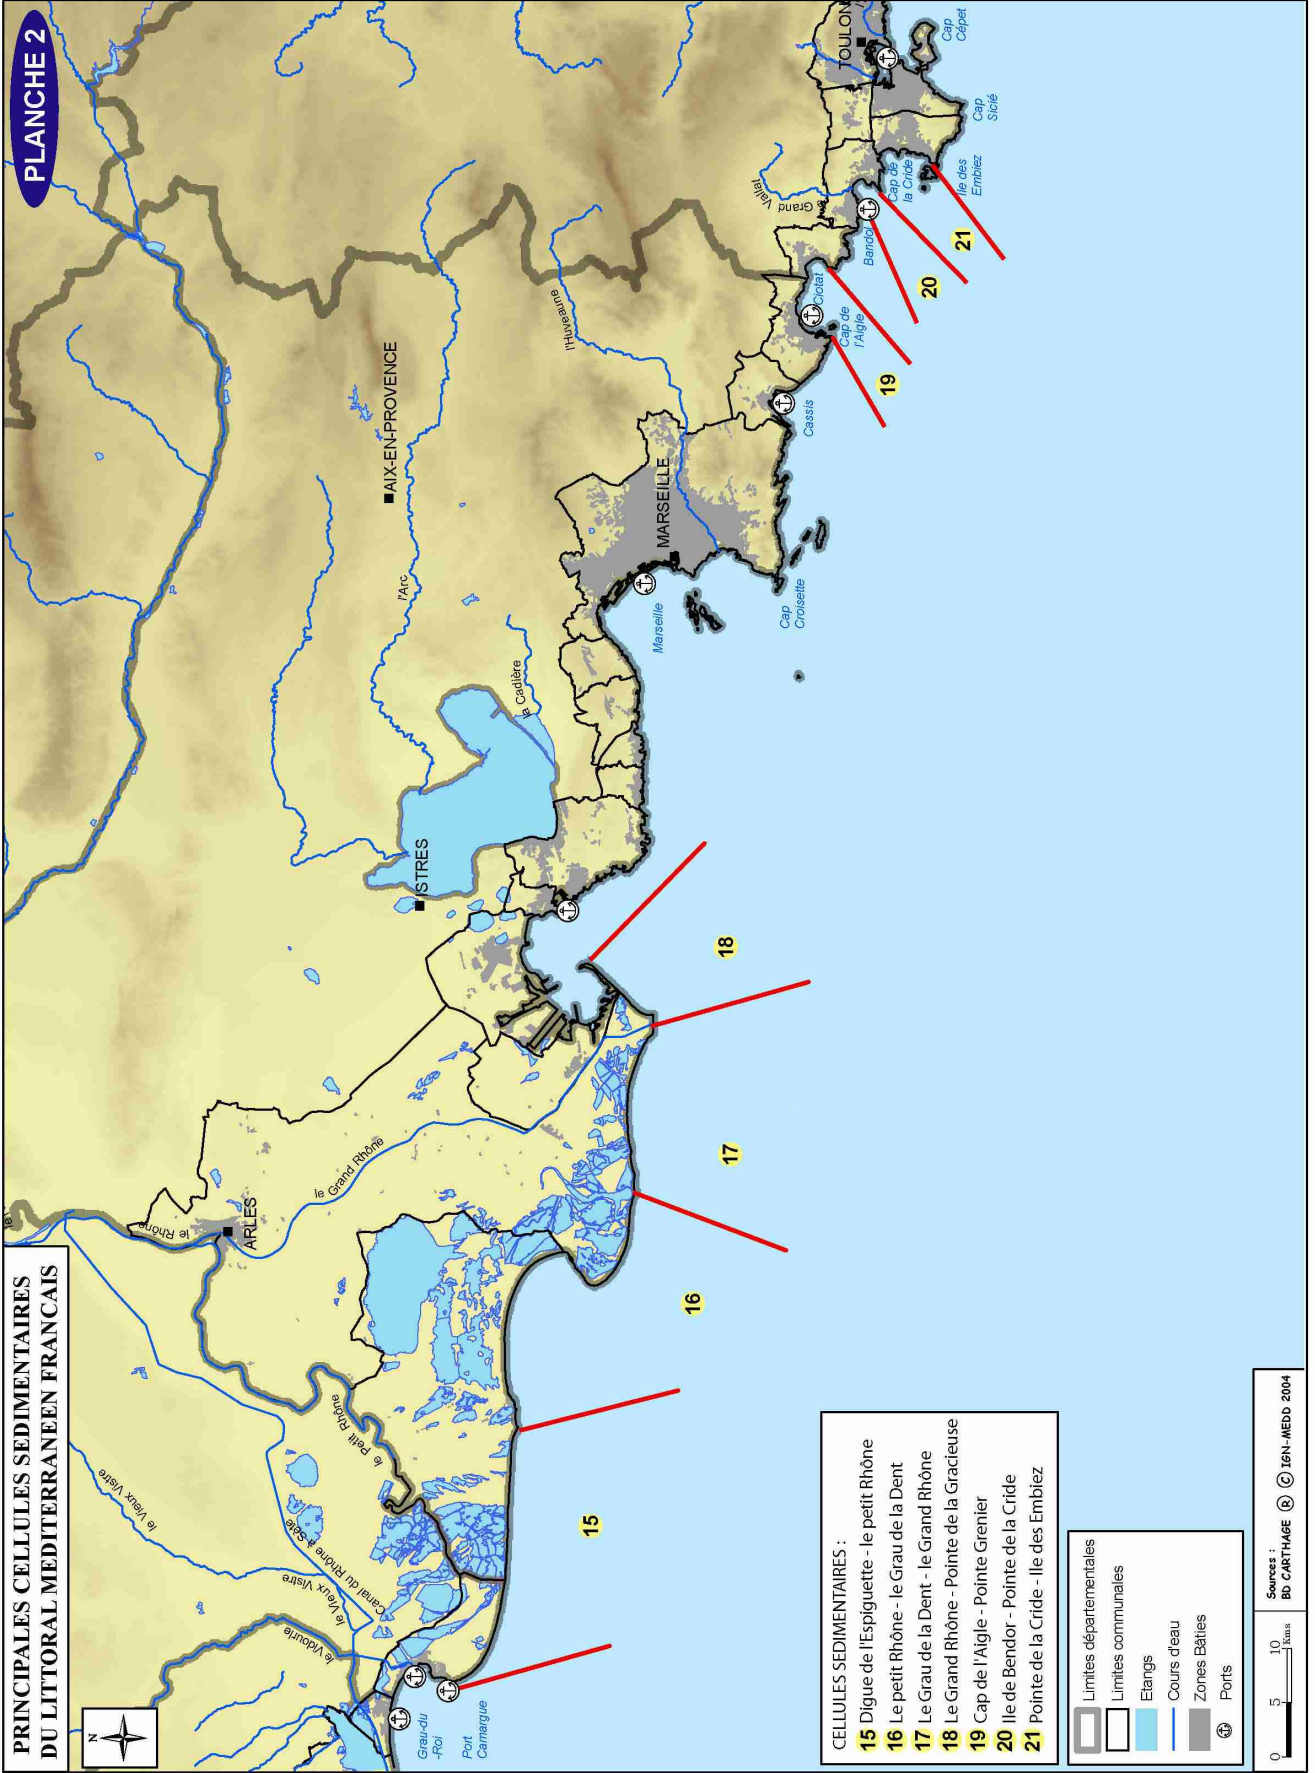 PLANCHE 2
PRINCIPALES CELLULES SEDIMENTAIRES
DU LITTORAL MEDITERRANEEN FRANCAIS
N
le Vidourle
le Vieux Vistre
le Vieux Vistre
Canal du Rhône à Sète
le Petit Rhône
le Rhône
ARLES
le Grand Rhône
ISTRES
l'Arc
AIX-EN-PROVENCE
la Cadière
l'Huveaune
MARSEILLE
Marseille
Cap
Croisette
Cassis
Cap de
l'Aigle
Ciotat
le Grand
Vallat
Bandol
Cap de
la Cride
Ile des
Embiez
Cap
Sicié
Cap
Cépet
TOULON
Grau-du
-Roi
Port
Camargue
15
16
17
18
19
20
21
CELLULES SEDIMENTAIRES :
15 Digue de l'Espiguette - le petit Rhône
16 Le petit Rhône - le Grau de la Dent
17 Le Grau de la Dent - le Grand Rhône
18 Le Grand Rhône - Pointe de la Gracieuse
19 Cap de l'Aigle - Pointe Grenier
20 Ile de Bendor - Pointe de la Cride
21 Pointe de la Cride - Ile des Embiez
Limites départementales
Limites communales
Etangs
Cours d'eau
Zones Bâties
Ports
0 5 10
Kms
Sources :
BD CARTHAGE ® © IGN-MEDD 2004